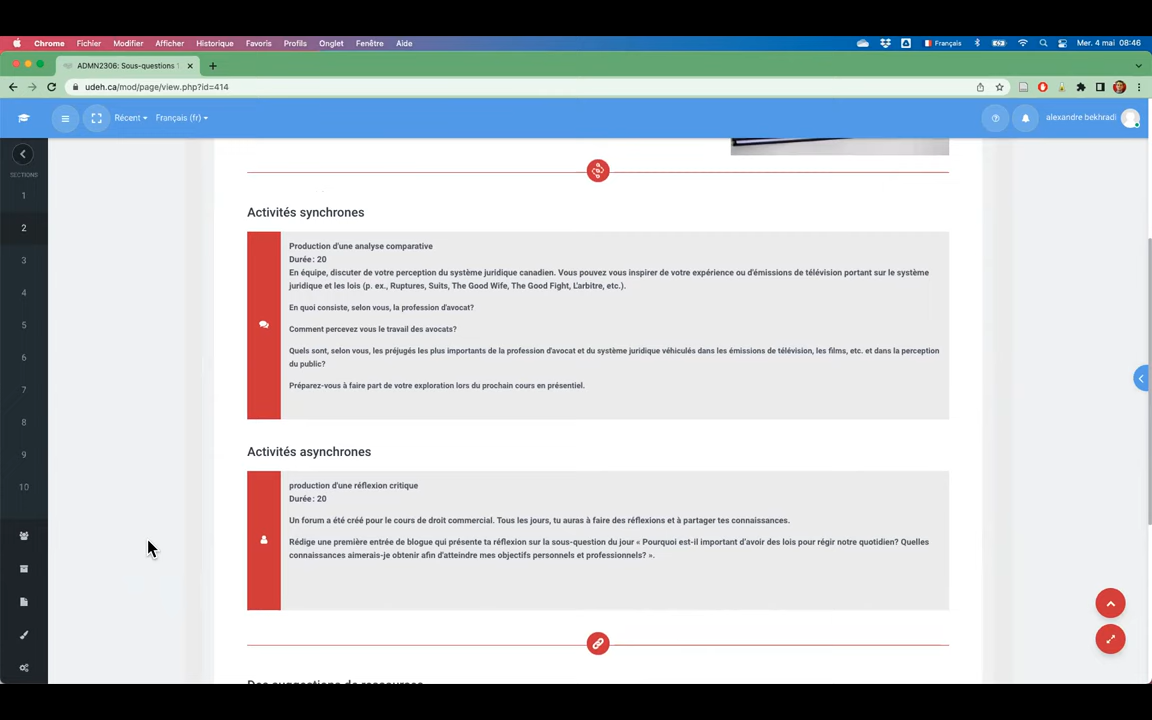 Chrome Fichier Modifier Afficher Historique Favoris Profils Onglet Fenêtre Aide Français Mer. 4 mai 08:46
ADMN2306: Sous-questions 1
udeh.ca/mod/page/view.php?id=414
Récent Français (fr) alexandre bekhradi
SECTIONS
1
2
3
4
5
6
7
8
9
10
Activités synchrones
Production d'une analyse comparative
Durée : 20
En équipe, discuter de votre perception du système juridique canadien. Vous pouvez vous inspirer de votre expérience ou d'émissions de télévision portant sur le système
juridique et les lois (p. ex., Ruptures, Suits, The Good Wife, The Good Fight, L'arbitre, etc.).
En quoi consiste, selon vous, la profession d'avocat?
Comment percevez vous le travail des avocats?
Quels sont, selon vous, les préjugés les plus importants de la profession d'avocat et du système juridique véhiculés dans les émissions de télévision, les films, etc. et dans la perception
du public?
Préparez-vous à faire part de votre exploration lors du prochain cours en présentiel.
Activités asynchrones
production d'une réflexion critique
Durée : 20
Un forum a été créé pour le cours de droit commercial. Tous les jours, tu auras à faire des réflexions et à partager tes connaissances.
Rédige une première entrée de blogue qui présente ta réflexion sur la sous-question du jour « Pourquoi est-il important d'avoir des lois pour régir notre quotidien? Quelles
connaissances aimerais-je obtenir afin d'atteindre mes objectifs personnels et professionnels? ».
Des suggestions de ressources